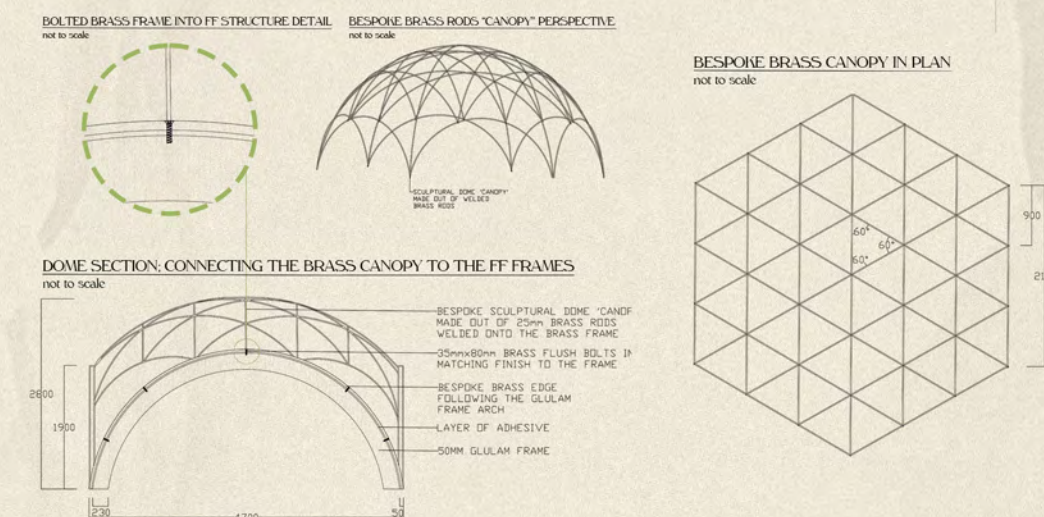 BOLTED BRASS FRAME INTO FF STRUCTURE DETAIL
not to scale
BESPOKE BRASS RODS "CANOPY" PERSPECTIVE
not to scale
SCULPTURAL DOME 'CANOPY'
MADE OUT OF WELDED
BRASS RODS
BESPOKE BRASS CANOPY IN PLAN
not to scale
60°
60°
60°
900
DOME SECTION: CONNECTING THE BRASS CANOPY TO THE FF FRAMES
not to scale
BESPOKE SCULPTURAL DOME
MADE OUT OF 25mm BRASS RODS
WELDED ONTO THE BRASS FRAME
35mmx80mm BRASS FLUSH BOLTS
MATCHING FINISH TO THE FRAME
BESPOKE BRASS EDGE
FOLLOWING THE GLULAM
FRAME ARCH
LAYER OF ADHESIVE
50MM GLULAM FRAME
1900
230
50